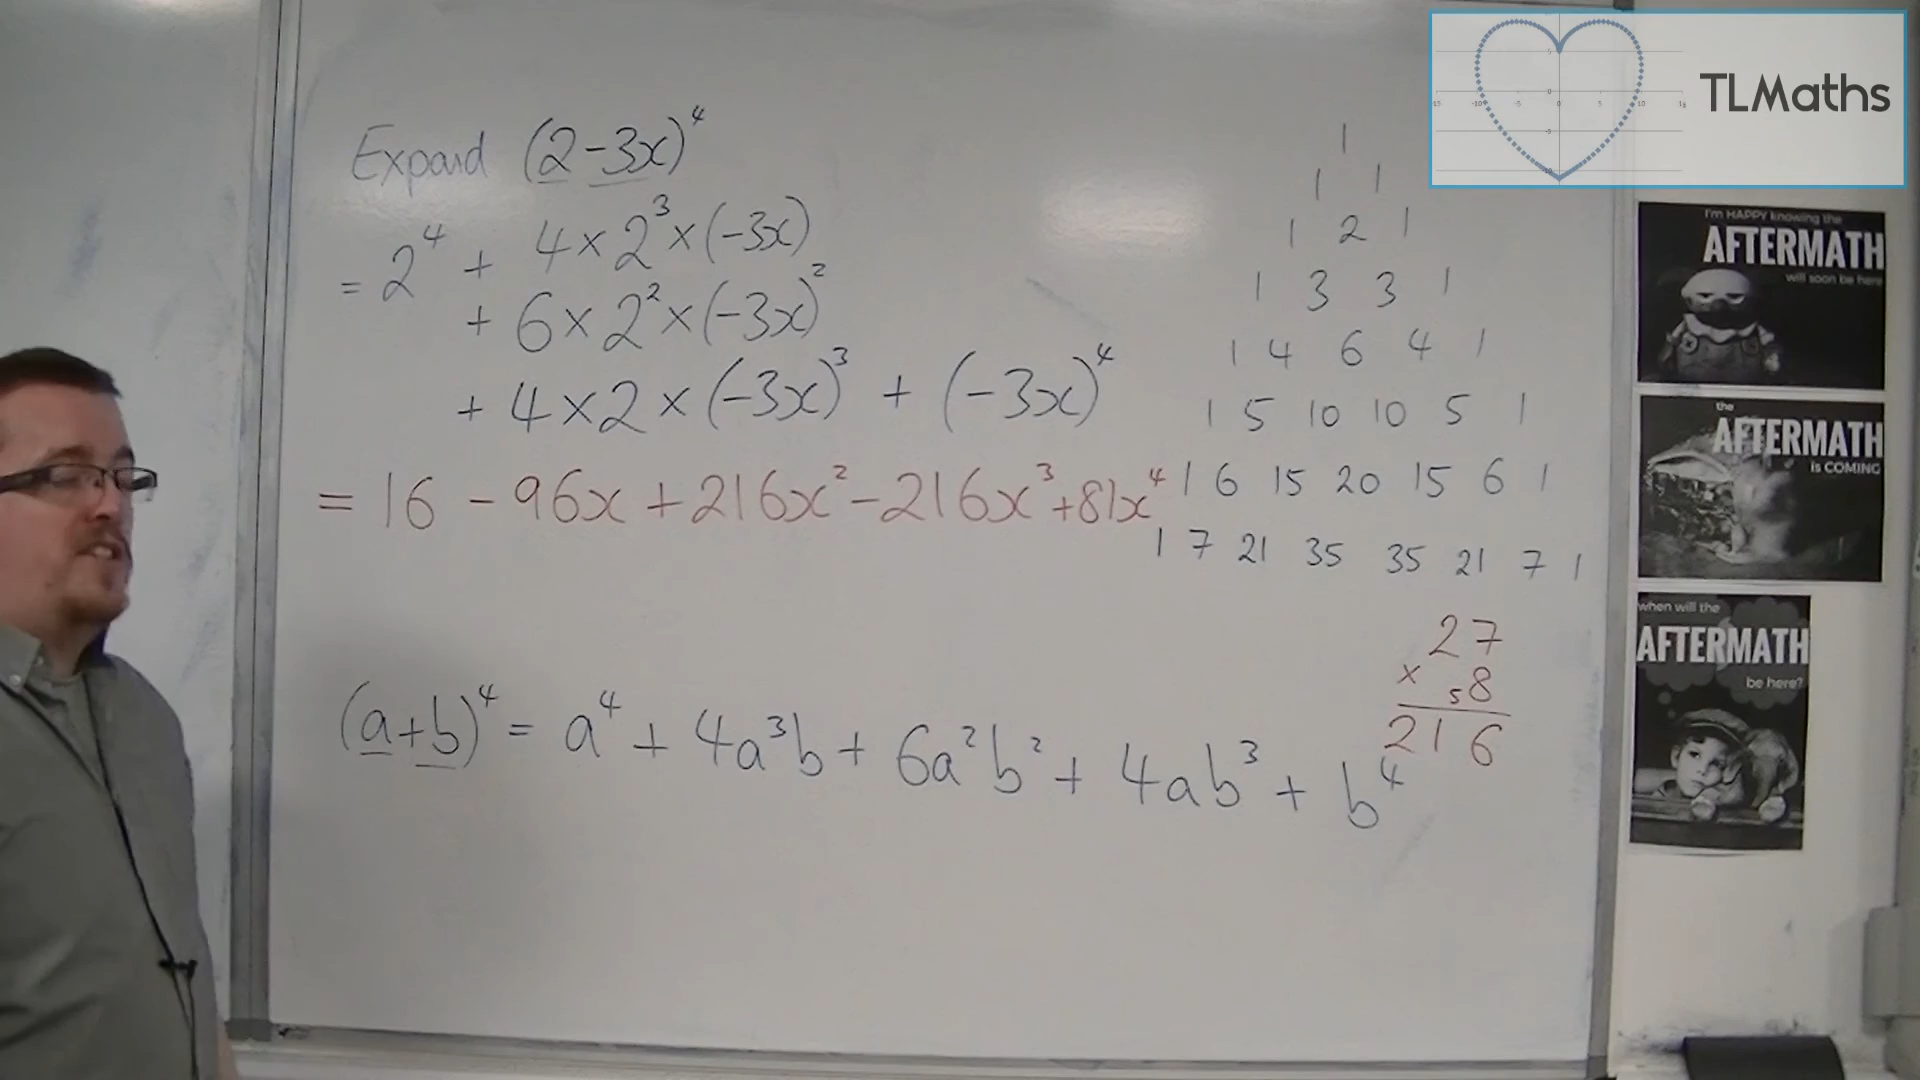 Expand (2-3x)⁴
= 2⁴ + 4×2³×(-3x)
+ 6×2²×(-3x)²
+ 4×2×(-3x)³ + (-3x)⁴
= 16 - 96x + 216x² - 216x³ + 81x⁴
(a+b)⁴ = a⁴ + 4a³b + 6a²b² + 4ab³ + b⁴
1
1 1
1 2 1
1 3 3 1
1 4 6 4 1
1 5 10 10 5 1
1 6 15 20 15 6 1
1 7 21 35 35 21 7 1
27
× 58
216
TLMaths
I'm HAPPY knowing the
AFTERMATH
will soon be here
the
AFTERMATH
is COMING
when will the
AFTERMATH
be here?